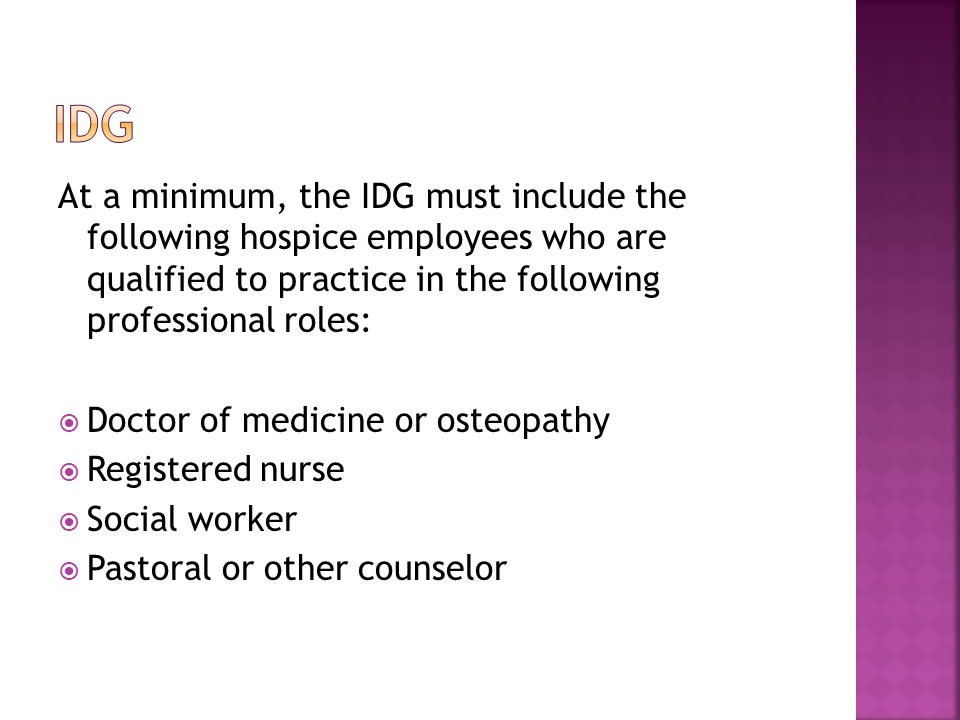 IDG
At a minimum, the IDG must include the
following hospice employees who are
qualified to practice in the following
professional roles:
Doctor of medicine or osteopathy
Registered nurse
Social worker
Pastoral or other counselor